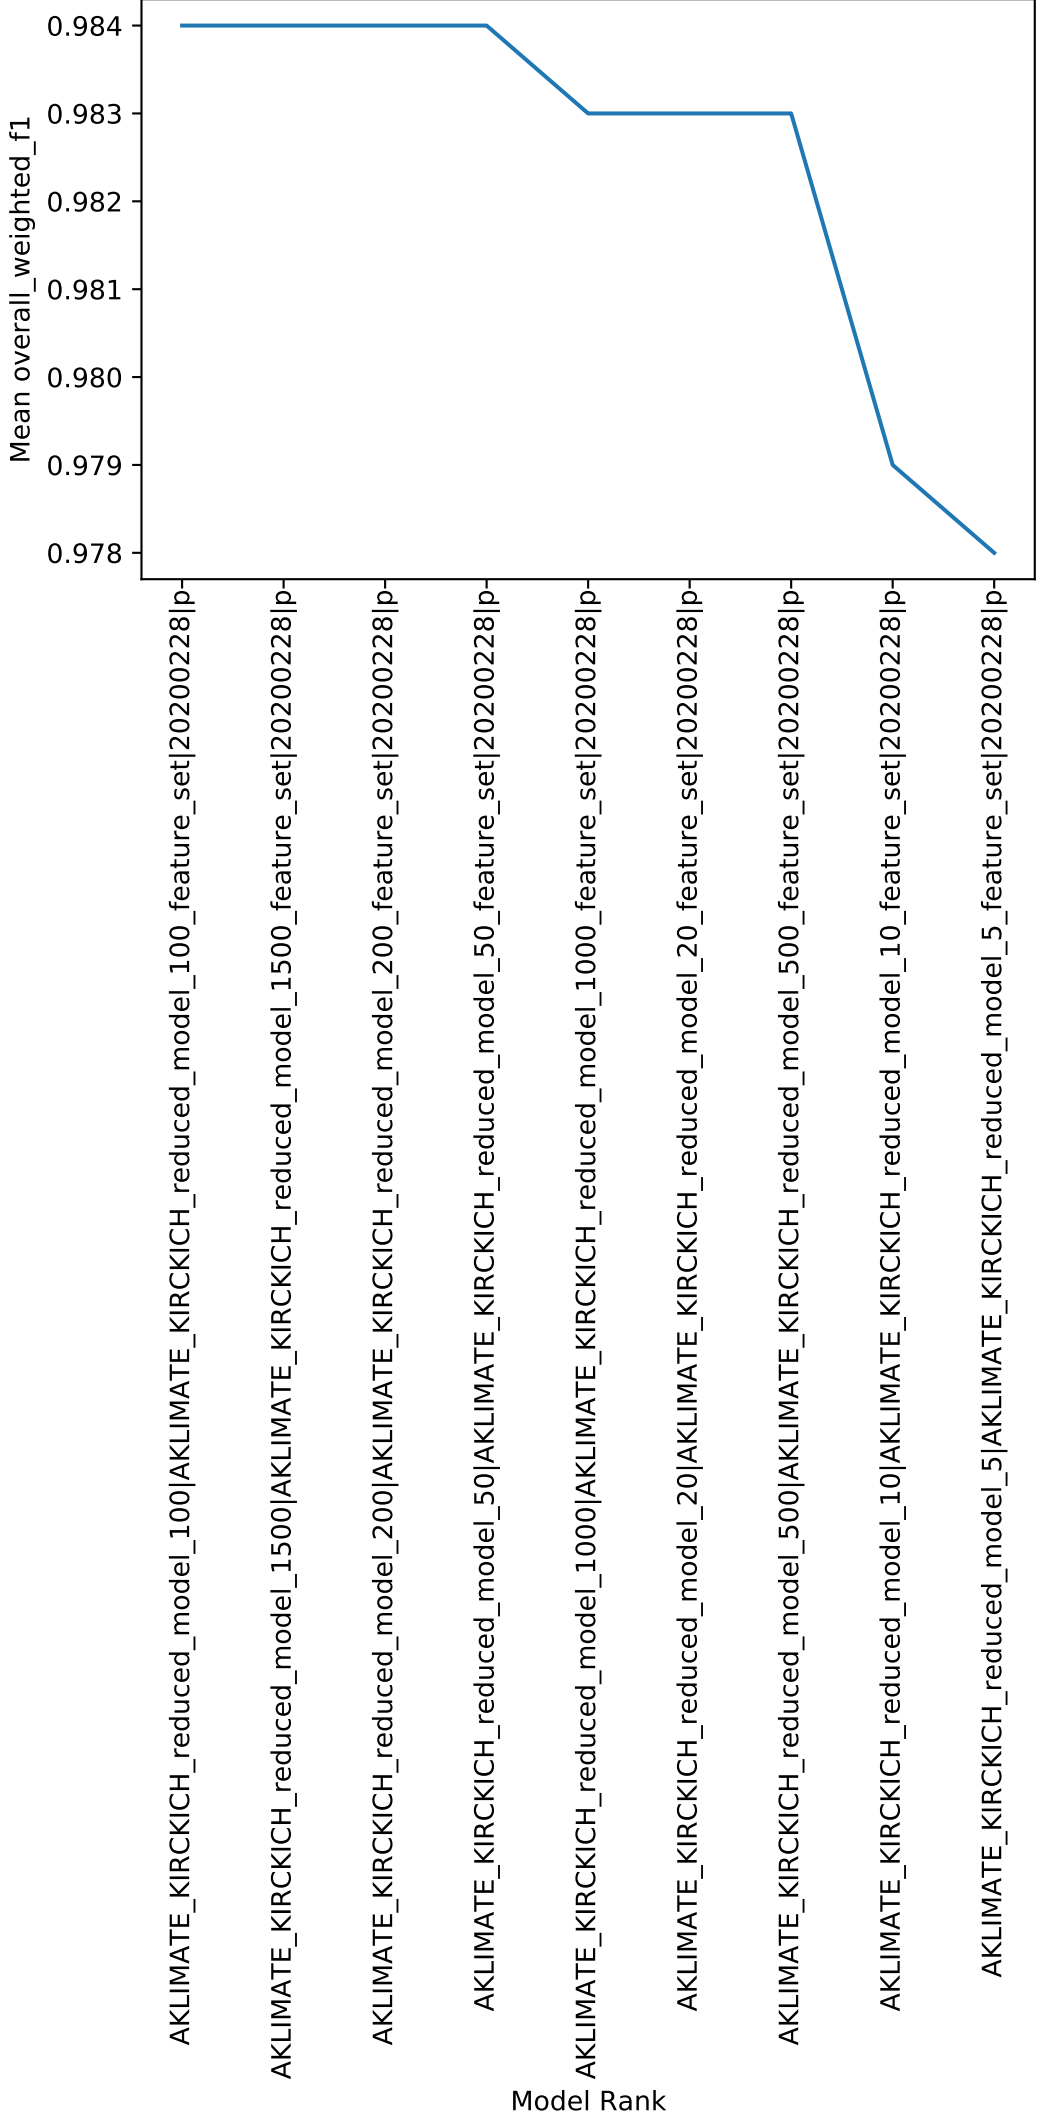 0.984
0.983
0.982
0.981
0.980
0.979
0.978
Mean overall_weighted_f1
AKLIMATE_KIRCKICH_reduced_model_100|AKLIMATE_KIRCKICH_reduced_model_100_feature_set|20200228|p
AKLIMATE_KIRCKICH_reduced_model_1500|AKLIMATE_KIRCKICH_reduced_model_1500_feature_set|20200228|p
AKLIMATE_KIRCKICH_reduced_model_200|AKLIMATE_KIRCKICH_reduced_model_200_feature_set|20200228|p
AKLIMATE_KIRCKICH_reduced_model_50|AKLIMATE_KIRCKICH_reduced_model_50_feature_set|20200228|p
AKLIMATE_KIRCKICH_reduced_model_1000|AKLIMATE_KIRCKICH_reduced_model_1000_feature_set|20200228|p
AKLIMATE_KIRCKICH_reduced_model_20|AKLIMATE_KIRCKICH_reduced_model_20_feature_set|20200228|p
AKLIMATE_KIRCKICH_reduced_model_500|AKLIMATE_KIRCKICH_reduced_model_500_feature_set|20200228|p
AKLIMATE_KIRCKICH_reduced_model_10|AKLIMATE_KIRCKICH_reduced_model_10_feature_set|20200228|p
AKLIMATE_KIRCKICH_reduced_model_5|AKLIMATE_KIRCKICH_reduced_model_5_feature_set|20200228|p
Model Rank